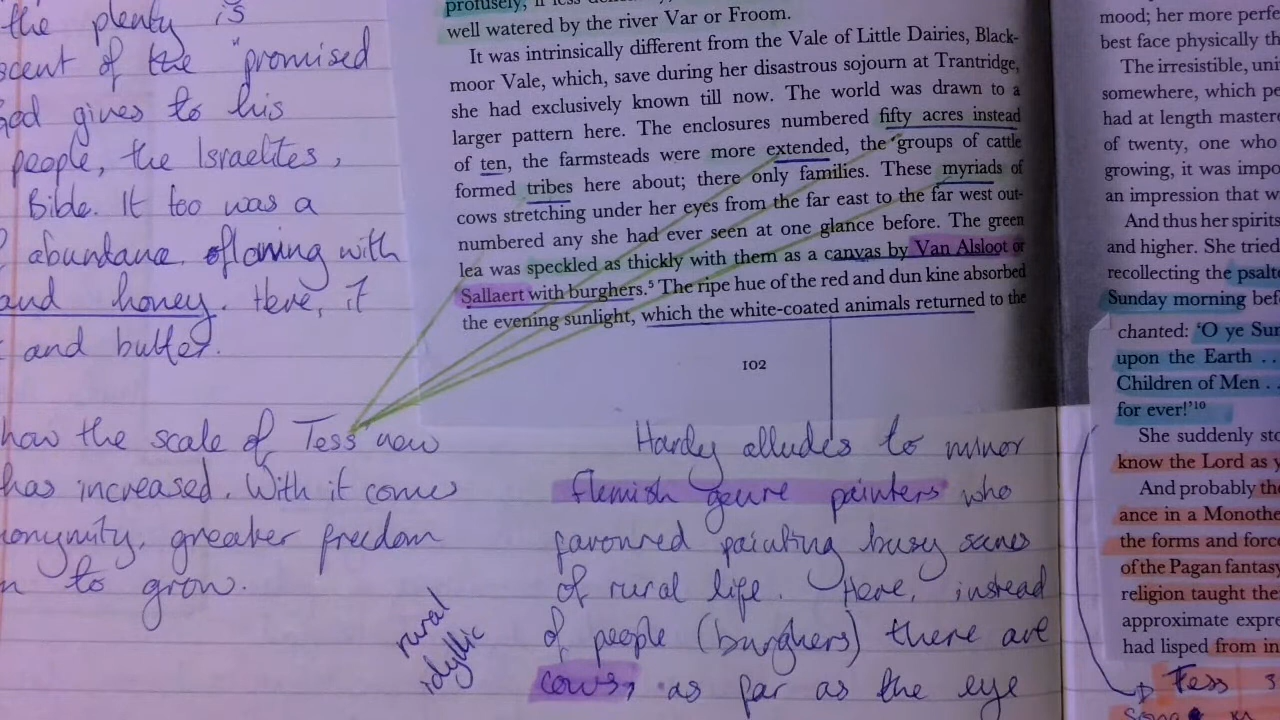 the plenty is
scent of the "promised
God gives to this
people, the Israelites,
Bible. It too was a
abundance, oflowing with
and honey. Here, it
and butter.
how the scale of Tess' new
has increased. With it comes
onymity, greater freedom
n to grow.
profusely,
well watered by the river Var or Froom.
It was intrinsically different from the Vale of Little Dairies, Black-
moor Vale, which, save during her disastrous sojourn at Trantridge,
she had exclusively known till now. The world was drawn to a
larger pattern here. The enclosures numbered fifty acres instead
of ten, the farmsteads were more extended, the groups of cattle
formed tribes here about; there only families. These myriads of
cows stretching under her eyes from the far east to the far west out-
numbered any she had ever seen at one glance before. The green
lea was speckled as thickly with them as a canvas by Van Alsloot or
Sallaert with burghers.⁵ The ripe hue of the red and dun kine absorbed
the evening sunlight, which the white-coated animals returned to the
102
Hardy alludes to minor
flemish genre painters who
favoured painting busy scenes
of rural life. Here, instead
of people (burghers) there are
cows, as far as the eye
rural
idyllic
mood; her more perfe
best face physically th
The irresistible, uni
somewhere, which pe
had at length master
of twenty, one who
growing, it was impo
an impression that w
And thus her spirits
and higher. She tried
recollecting the psalt
Sunday morning bef
chanted: 'O ye Sun
upon the Earth . .
Children of Men . .
for ever!'¹⁰
She suddenly sto
know the Lord as y
And probably the
ance in a Monothe
the forms and force
of the Pagan fantasy
religion taught the
approximate expre
had lisped from in
Tess